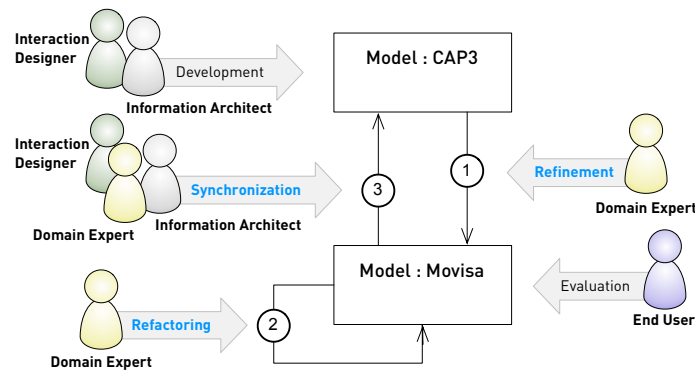 Interaction
Designer
Development
Information Architect
Model : CAP3
Interaction
Designer
Synchronization
Information Architect
Domain Expert
3
1
Refinement
Domain Expert
Model : Movisa
Evaluation
End User
Refactoring
2
Domain Expert